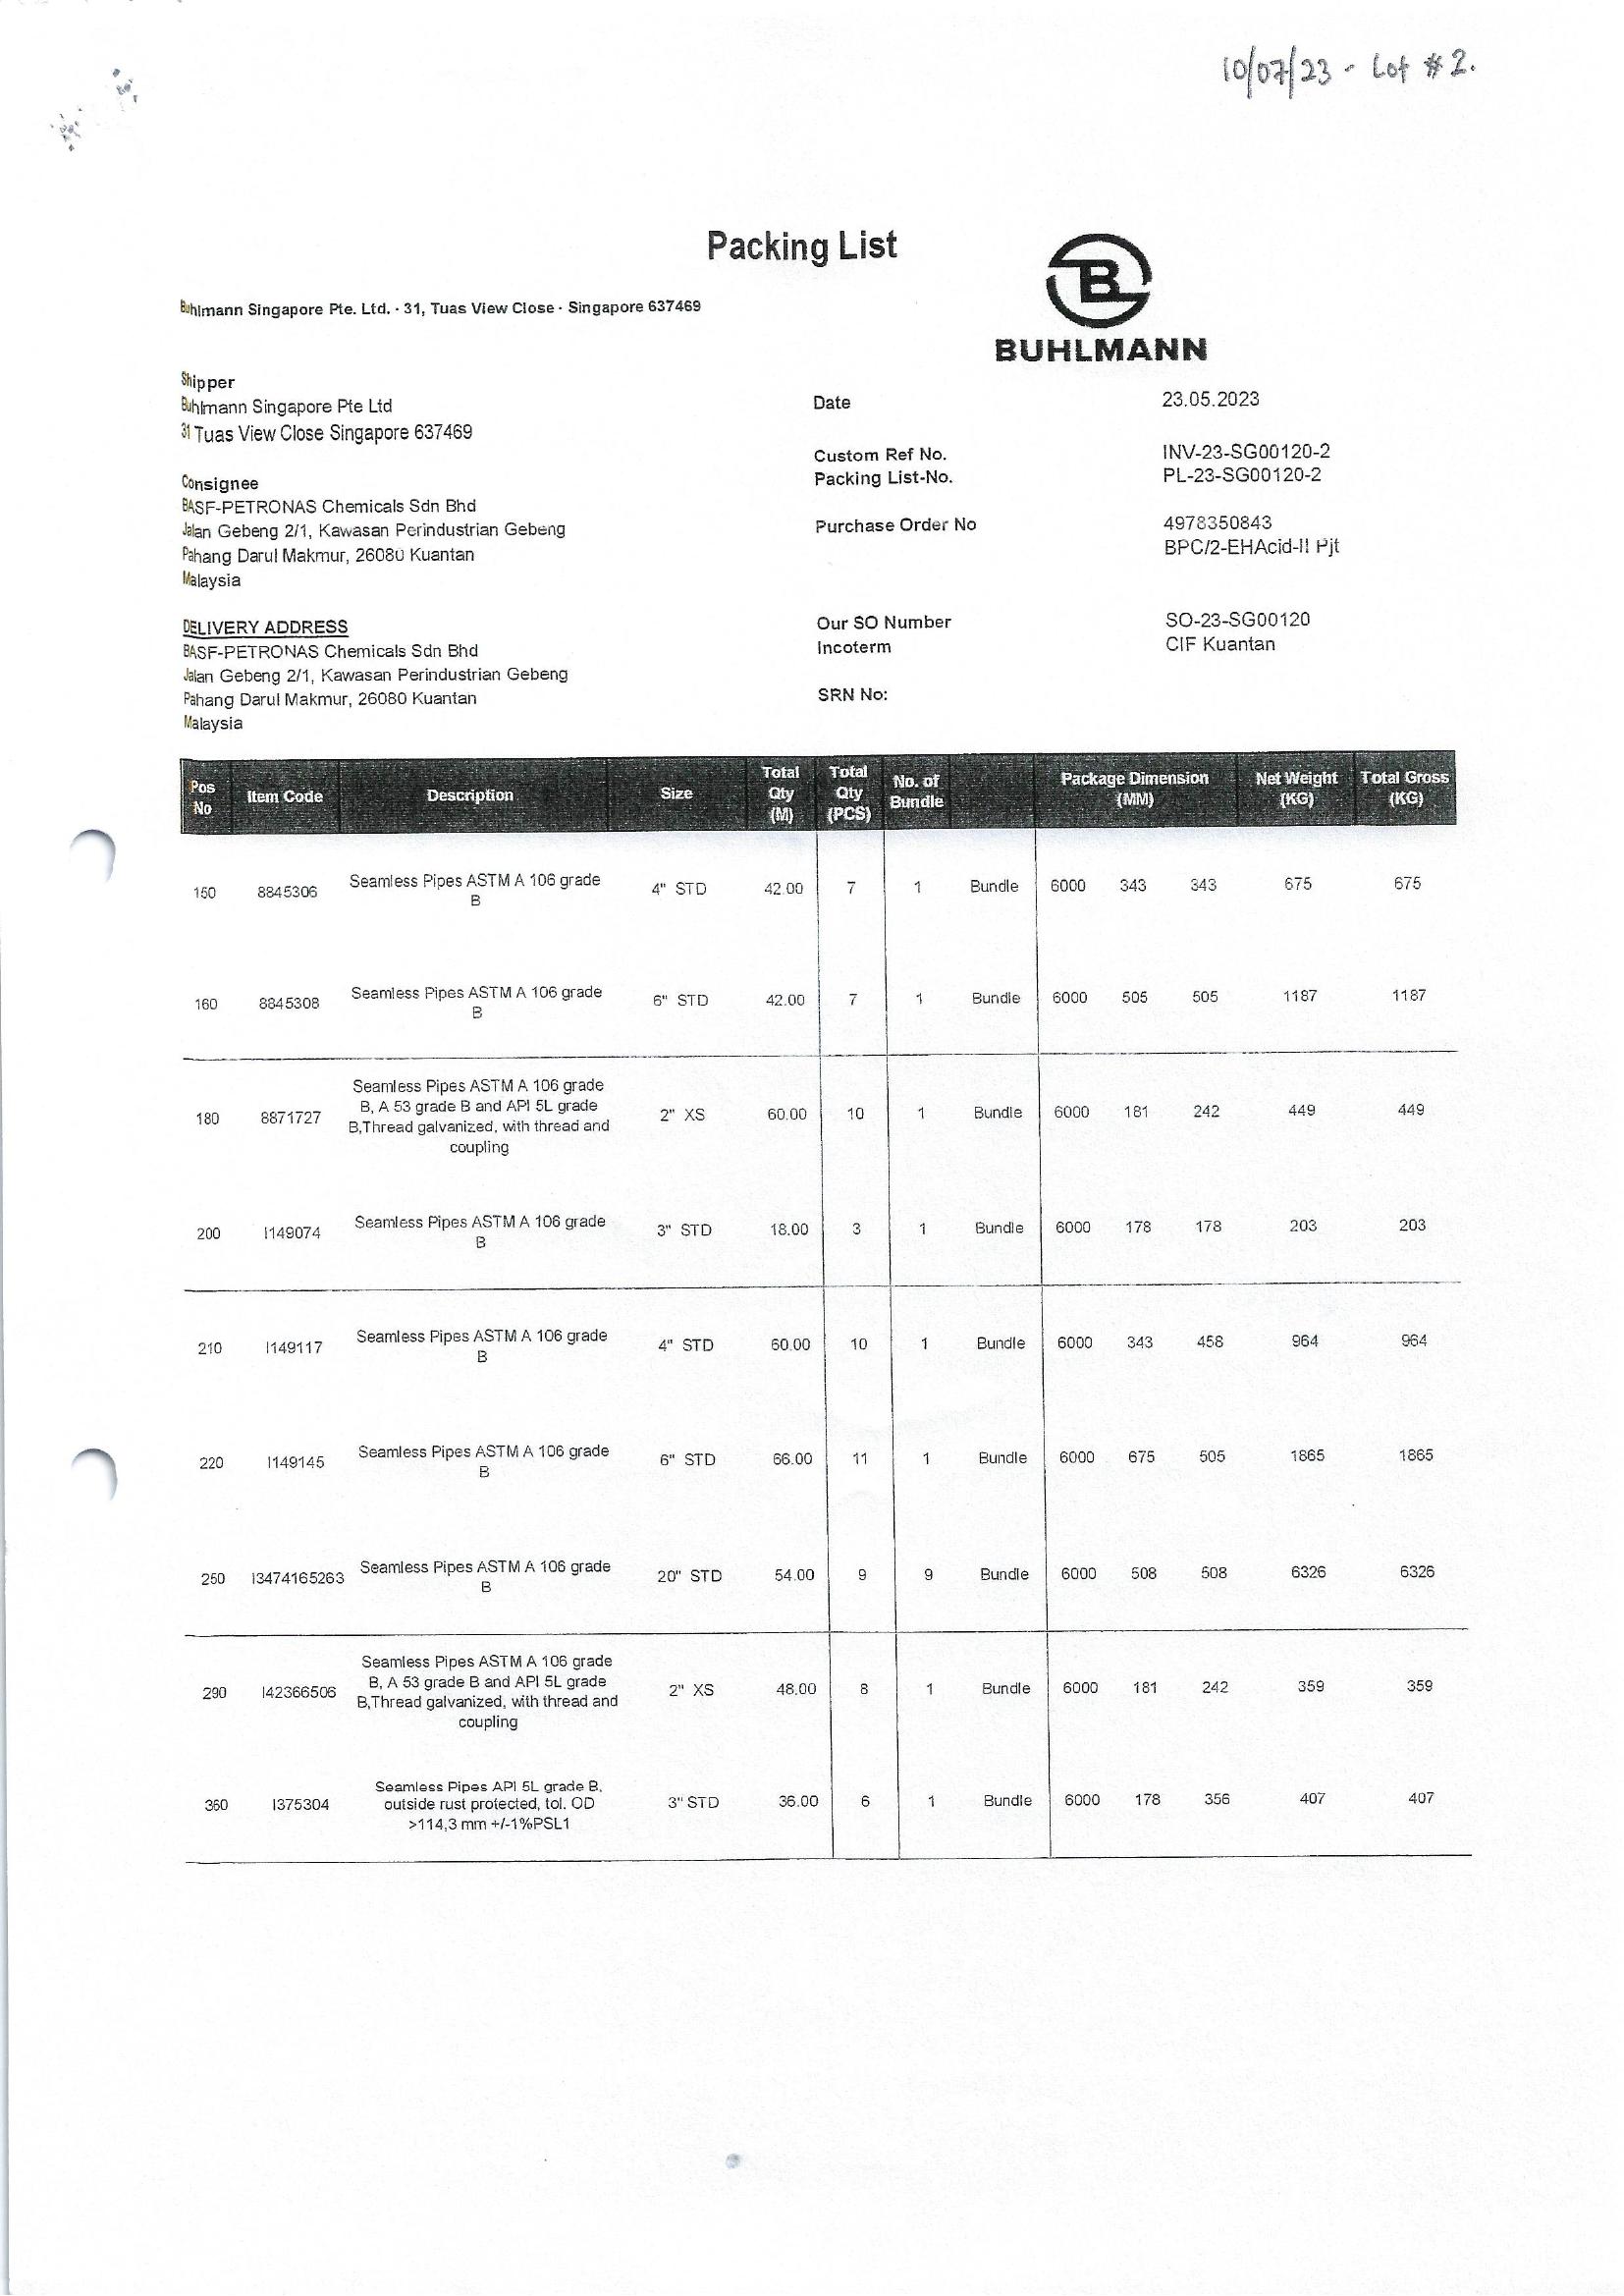 10/07/23 - Lot # 2.
Packing List
Buhlmann Singapore Pte. Ltd. · 31, Tuas View Close · Singapore 637469
B
BUHLMANN
Shipper
Buhlmann Singapore Pte Ltd
31 Tuas View Close Singapore 637469
Date 23.05.2023
Custom Ref No. INV-23-SG00120-2
Packing List-No. PL-23-SG00120-2
Consignee
BASF-PETRONAS Chemicals Sdn Bhd
Jalan Gebeng 2/1, Kawasan Perindustrian Gebeng
Pahang Darul Makmur, 26080 Kuantan
Malaysia
Purchase Order No 4978350843
BPC/2-EHAcid-II Pjt
DELIVERY ADDRESS
BASF-PETRONAS Chemicals Sdn Bhd
Jalan Gebeng 2/1, Kawasan Perindustrian Gebeng
Pahang Darul Makmur, 26080 Kuantan
Malaysia
Our SO Number SO-23-SG00120
Incoterm CIF Kuantan
SRN No:
Pos No Item Code Description Size Total Qty (M) Total Qty (PCS) No. of Bundle Package Dimension (MM) Net Weight (KG) Total Gross (KG)
150 8845306 Seamless Pipes ASTM A 106 grade B 4" STD 42.00 7 1 Bundle 6000 343 343 675 675
160 8845308 Seamless Pipes ASTM A 106 grade B 6" STD 42.00 7 1 Bundle 6000 505 505 1187 1187
180 8871727 Seamless Pipes ASTM A 106 grade B, A 53 grade B and API 5L grade B,Thread galvanized, with thread and coupling 2" XS 60.00 10 1 Bundle 6000 181 242 449 449
200 I149074 Seamless Pipes ASTM A 106 grade B 3" STD 18.00 3 1 Bundle 6000 178 178 203 203
210 I149117 Seamless Pipes ASTM A 106 grade B 4" STD 60.00 10 1 Bundle 6000 343 458 964 964
220 I149145 Seamless Pipes ASTM A 106 grade B 6" STD 66.00 11 1 Bundle 6000 675 505 1865 1865
250 I3474165263 Seamless Pipes ASTM A 106 grade B 20" STD 54.00 9 9 Bundle 6000 508 508 6326 6326
290 I42366506 Seamless Pipes ASTM A 106 grade B, A 53 grade B and API 5L grade B,Thread galvanized, with thread and coupling 2" XS 48.00 8 1 Bundle 6000 181 242 359 359
360 I375304 Seamless Pipes API 5L grade B, outside rust protected, tol. OD >114,3 mm +/-1%PSL1 3" STD 36.00 6 1 Bundle 6000 178 356 407 407